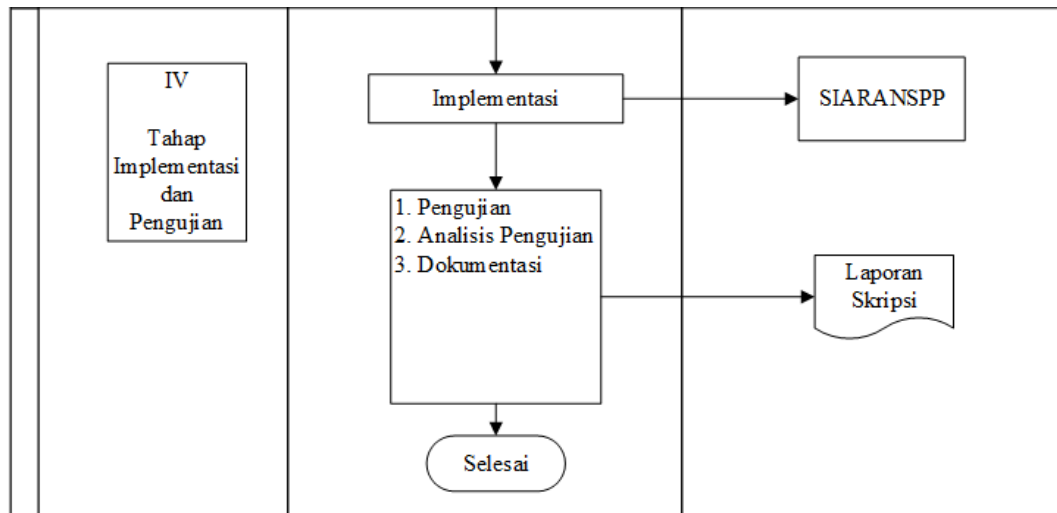 IV
Tahap
Implementasi
dan
Pengujian
Implementasi
SIARANSPP
1. Pengujian
2. Analisis Pengujian
3. Dokumentasi
Laporan
Skripsi
Selesai